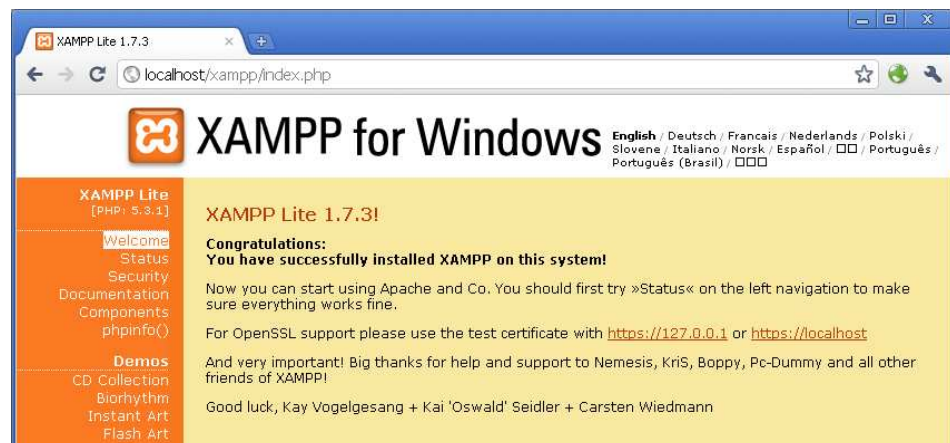 XAMPP Lite 1.7.3
localhost/xampp/index.php
XAMPP for Windows
English / Deutsch / Francais / Nederlands / Polski /
Slovene / Italiano / Norsk / Español / □□ / Português /
Português (Brasil) / □□□
XAMPP Lite
[PHP: 5.3.1]
Welcome
Status
Security
Documentation
Components
phpinfo()
Demos
CD Collection
Biorhythm
Instant Art
Flash Art
XAMPP Lite 1.7.3!
Congratulations:
You have successfully installed XAMPP on this system!
Now you can start using Apache and Co. You should first try »Status« on the left navigation to make
sure everything works fine.
For OpenSSL support please use the test certificate with https://127.0.0.1 or https://localhost
And very important! Big thanks for help and support to Nemesis, KriS, Boppy, Pc-Dummy and all other
friends of XAMPP!
Good luck, Kay Vogelgesang + Kai 'Oswald' Seidler + Carsten Wiedmann